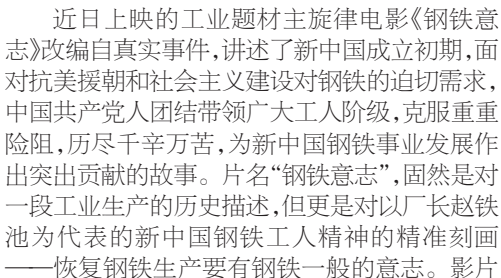 近日上映的工业题材主旋律电影《钢铁意
志》改编自真实事件,讲述了新中国成立初期,面
对抗美援朝和社会主义建设对钢铁的迫切需求,
中国共产党人团结带领广大工人阶级,克服重重
险阻,历尽千辛万苦,为新中国钢铁事业发展作
出突出贡献的故事。片名“钢铁意志”,固然是对
一段工业生产的历史描述,但更是对以厂长赵铁
池为代表的新中国钢铁工人精神的精准刻画
——恢复钢铁生产要有钢铁一般的意志。影片